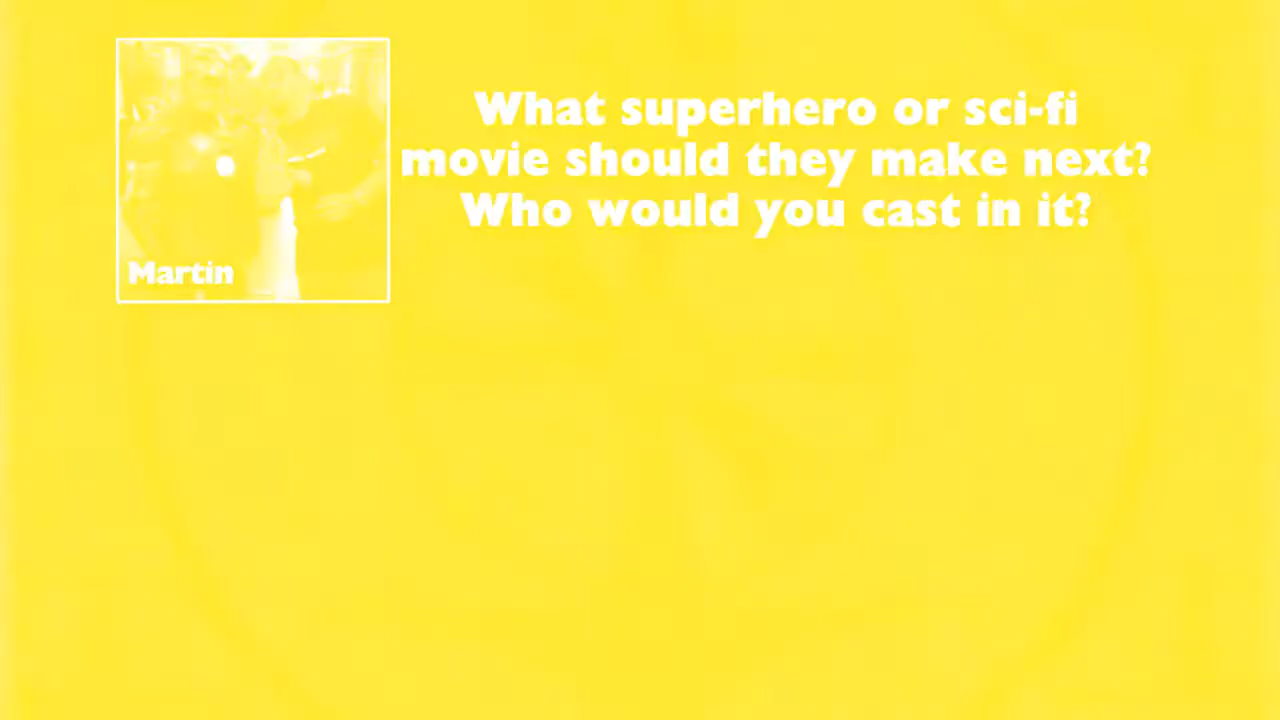 What superhero or sci-fi
movie should they make next?
Who would you cast in it?
Martin